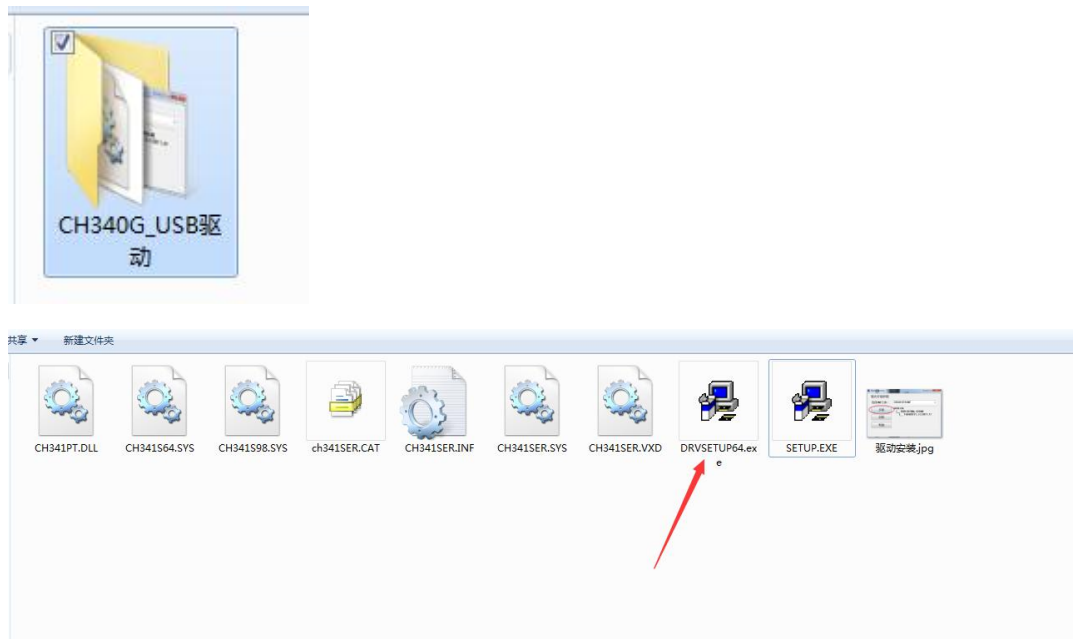 CH340G_USB驱
动
共享 新建文件夹
CH341PT.DLL CH341S64.SYS CH341S98.SYS ch341SER.CAT CH341SER.INF CH341SER.SYS CH341SER.VXD DRVSETUP64.ex SETUP.EXE 驱动安装.jpg
e